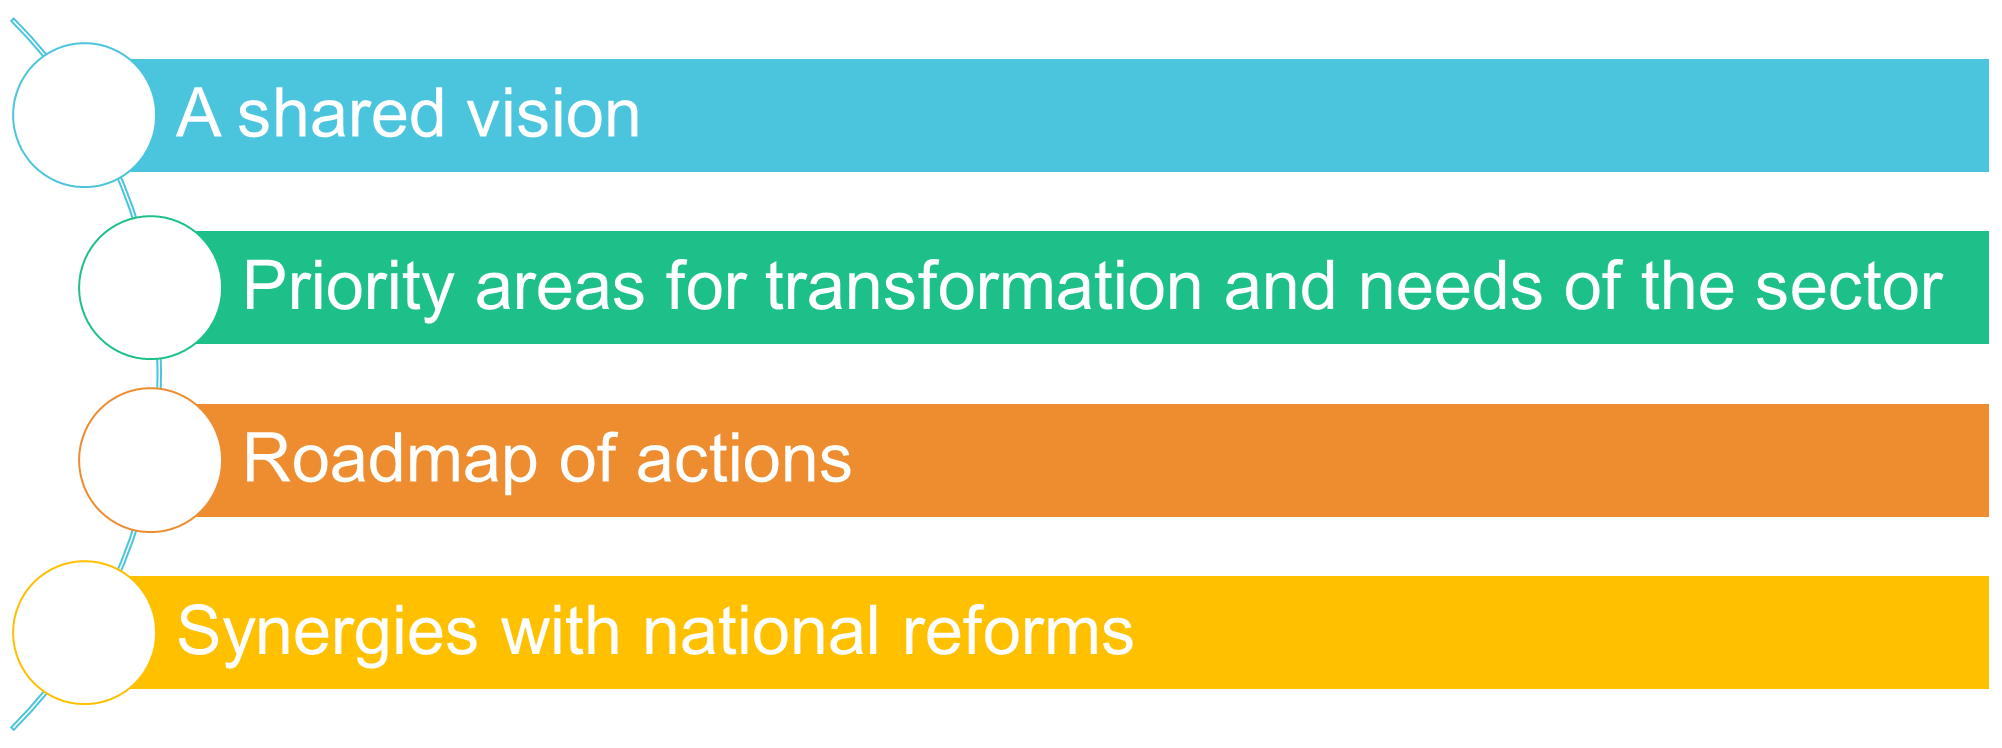 A shared vision
Priority areas for transformation and needs of the sector
Roadmap of actions
Synergies with national reforms